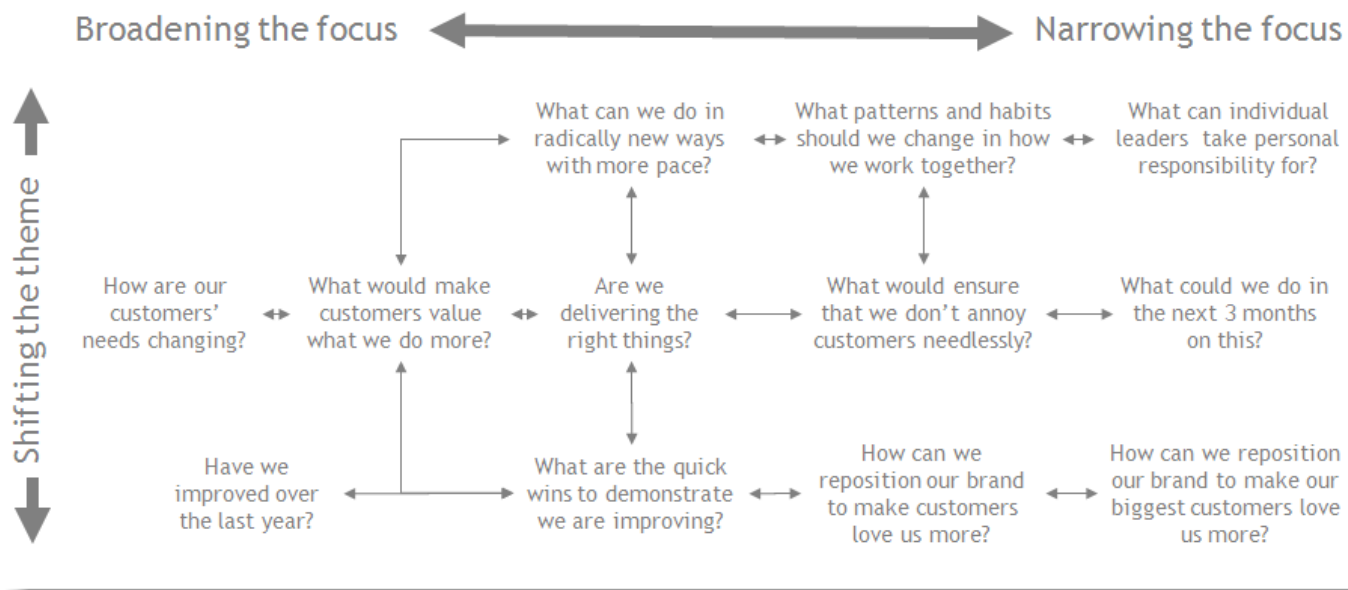 Broadening the focus
Narrowing the focus
Shifting the theme
What can we do in
radically new ways
with more pace?
What patterns and habits
should we change in how
we work together?
What can individual
leaders take personal
responsibility for?
How are our
customers’
needs changing?
What would make
customers value
what we do more?
Are we
delivering the
right things?
What would ensure
that we don’t annoy
customers needlessly?
What could we do in
the next 3 months
on this?
Have we
improved over
the last year?
What are the quick
wins to demonstrate
we are improving?
How can we
reposition our brand
to make customers
love us more?
How can we reposition
our brand to make our
biggest customers love
us more?